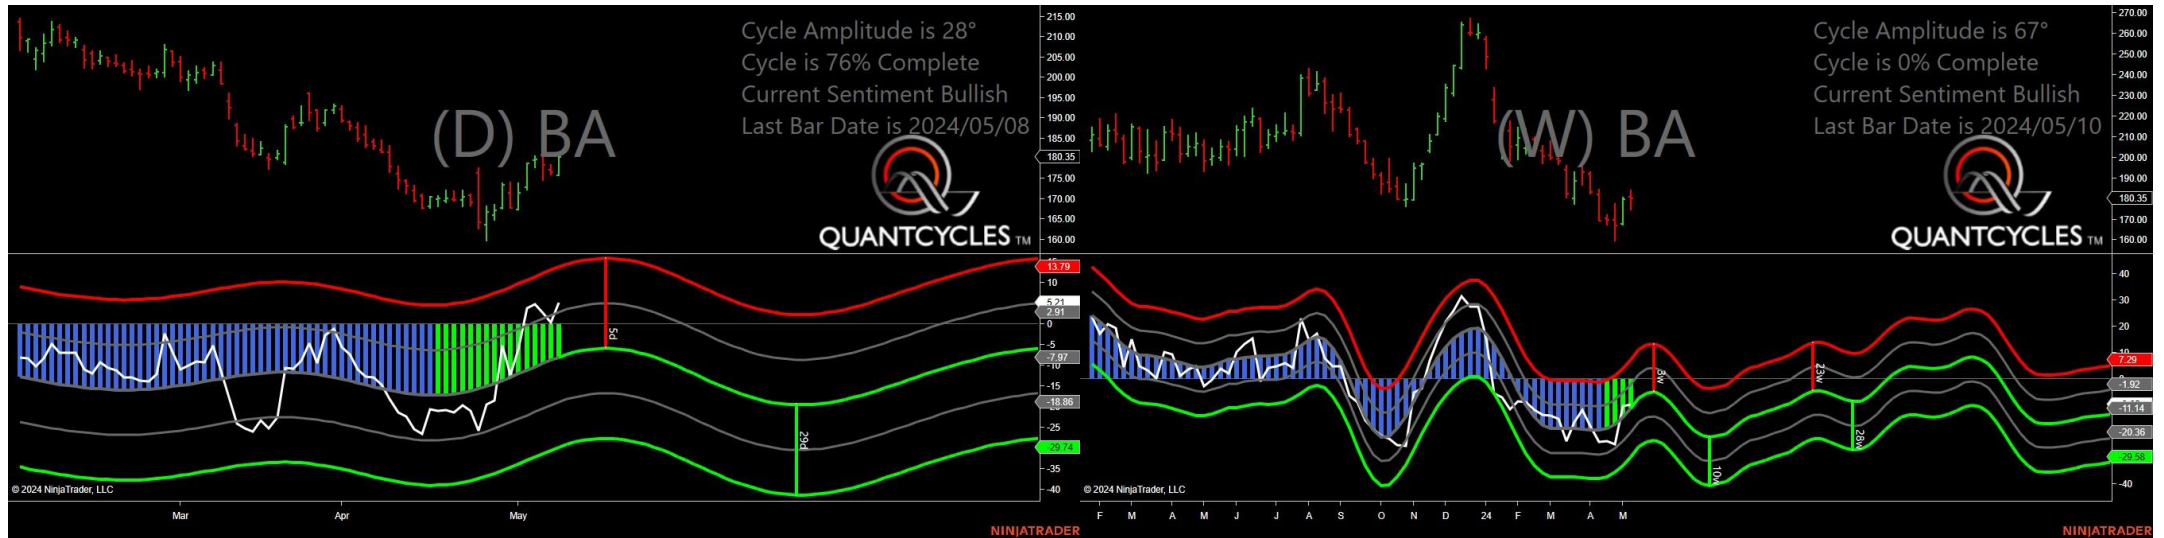 Cycle Amplitude is 28°
Cycle is 76% Complete
Current Sentiment Bullish
Last Bar Date is 2024/05/08
(D) BA
QUANTCYCLES TM
215.00
210.00
205.00
200.00
195.00
190.00
185.00
180.35
175.00
170.00
165.00
160.00
13.79
10
5.21
2.91
0
-5
-7.97
-10
-15
-18.86
-25
-29.74
-35
-40
5d
29d
© 2024 NinjaTrader, LLC
Mar Apr May
NINJATRADER
Cycle Amplitude is 67°
Cycle is 0% Complete
Current Sentiment Bullish
Last Bar Date is 2024/05/10
(W) BA
QUANTCYCLES TM
270.00
260.00
250.00
240.00
230.00
220.00
210.00
200.00
190.00
180.35
170.00
160.00
40
30
20
10
7.29
0
-1.92
-11.14
-20.36
-29.58
-40
3w
10w
23w
28w
© 2024 NinjaTrader, LLC
F M A M J J A S O N D 24 F M A M
NINJATRADER